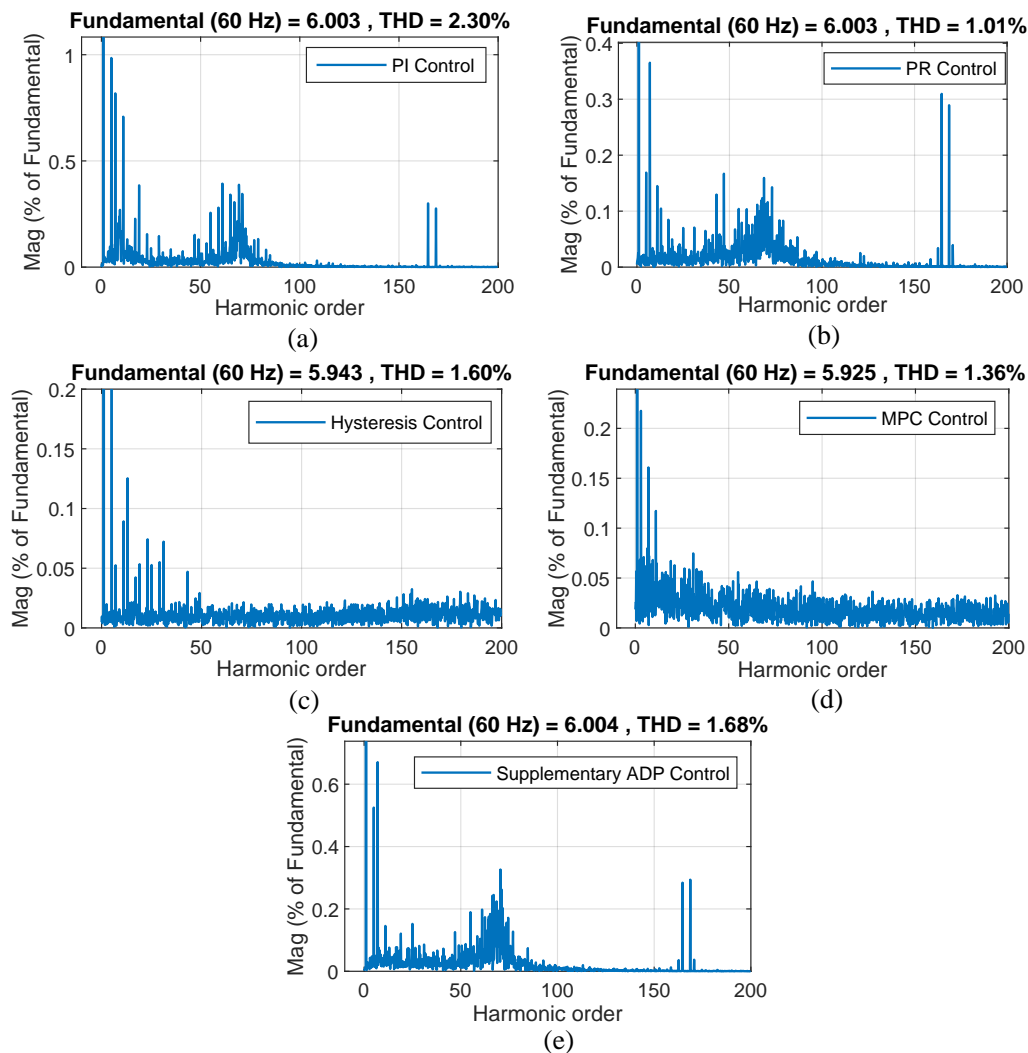 Fundamental (60 Hz) = 6.003 , THD = 2.30%
1
0.5
0
Mag (% of Fundamental)
PI Control
0 50 100 150 200
Harmonic order
(a)
Fundamental (60 Hz) = 6.003 , THD = 1.01%
0.4
0.3
0.2
0.1
0
Mag (% of Fundamental)
PR Control
0 50 100 150 200
Harmonic order
(b)
Fundamental (60 Hz) = 5.943 , THD = 1.60%
0.2
0.15
0.1
0.05
0
Mag (% of Fundamental)
Hysteresis Control
0 50 100 150 200
Harmonic order
(c)
Fundamental (60 Hz) = 5.925 , THD = 1.36%
0.2
0.15
0.1
0.05
0
Mag (% of Fundamental)
MPC Control
0 50 100 150 200
Harmonic order
(d)
Fundamental (60 Hz) = 6.004 , THD = 1.68%
0.6
0.4
0.2
0
Mag (% of Fundamental)
Supplementary ADP Control
0 50 100 150 200
Harmonic order
(e)